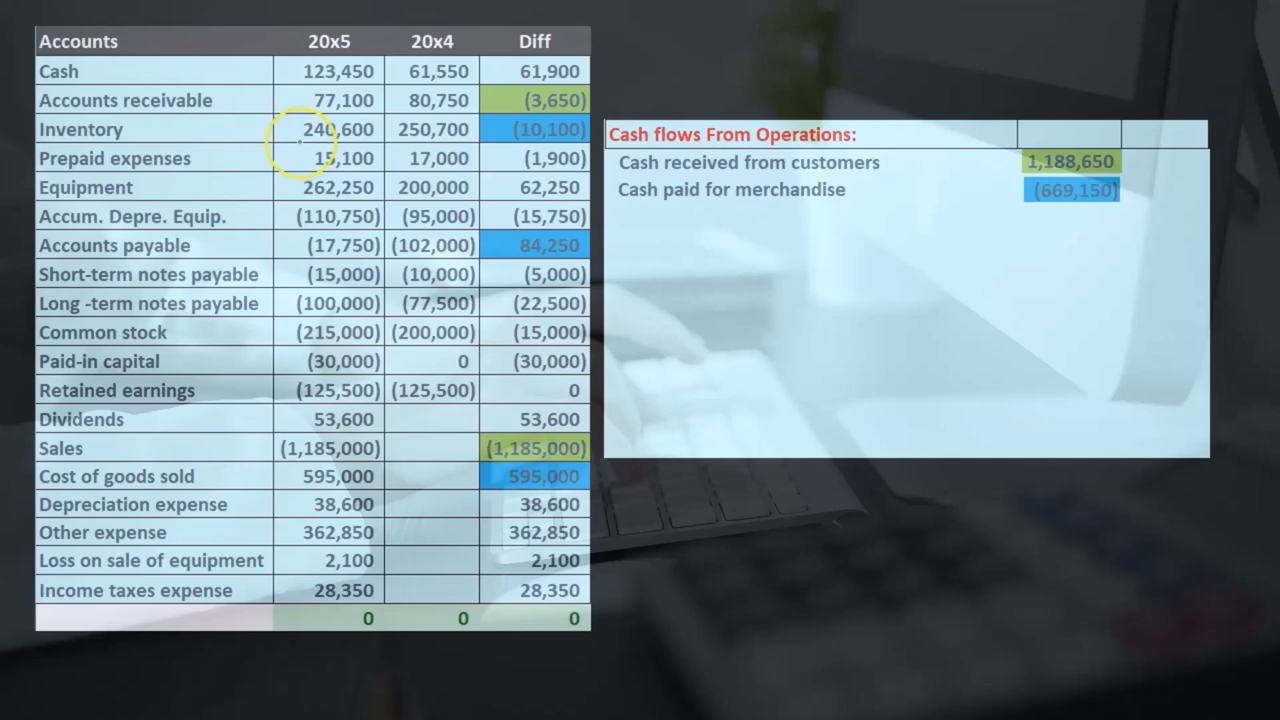 Accounts 20x5 20x4 Diff
Cash 123,450 61,550 61,900
Accounts receivable 77,100 80,750 (3,650)
Inventory 240,600 250,700 (10,100)
Prepaid expenses 15,100 17,000 (1,900)
Equipment 262,250 200,000 62,250
Accum. Depre. Equip. (110,750) (95,000) (15,750)
Accounts payable (17,750) (102,000) 84,250
Short-term notes payable (15,000) (10,000) (5,000)
Long -term notes payable (100,000) (77,500) (22,500)
Common stock (215,000) (200,000) (15,000)
Paid-in capital (30,000) 0 (30,000)
Retained earnings (125,500) (125,500) 0
Dividends 53,600 53,600
Sales (1,185,000) (1,185,000)
Cost of goods sold 595,000 595,000
Depreciation expense 38,600 38,600
Other expense 362,850 362,850
Loss on sale of equipment 2,100 2,100
Income taxes expense 28,350 28,350
0 0 0
Cash flows From Operations:
Cash received from customers 1,188,650
Cash paid for merchandise (669,150)